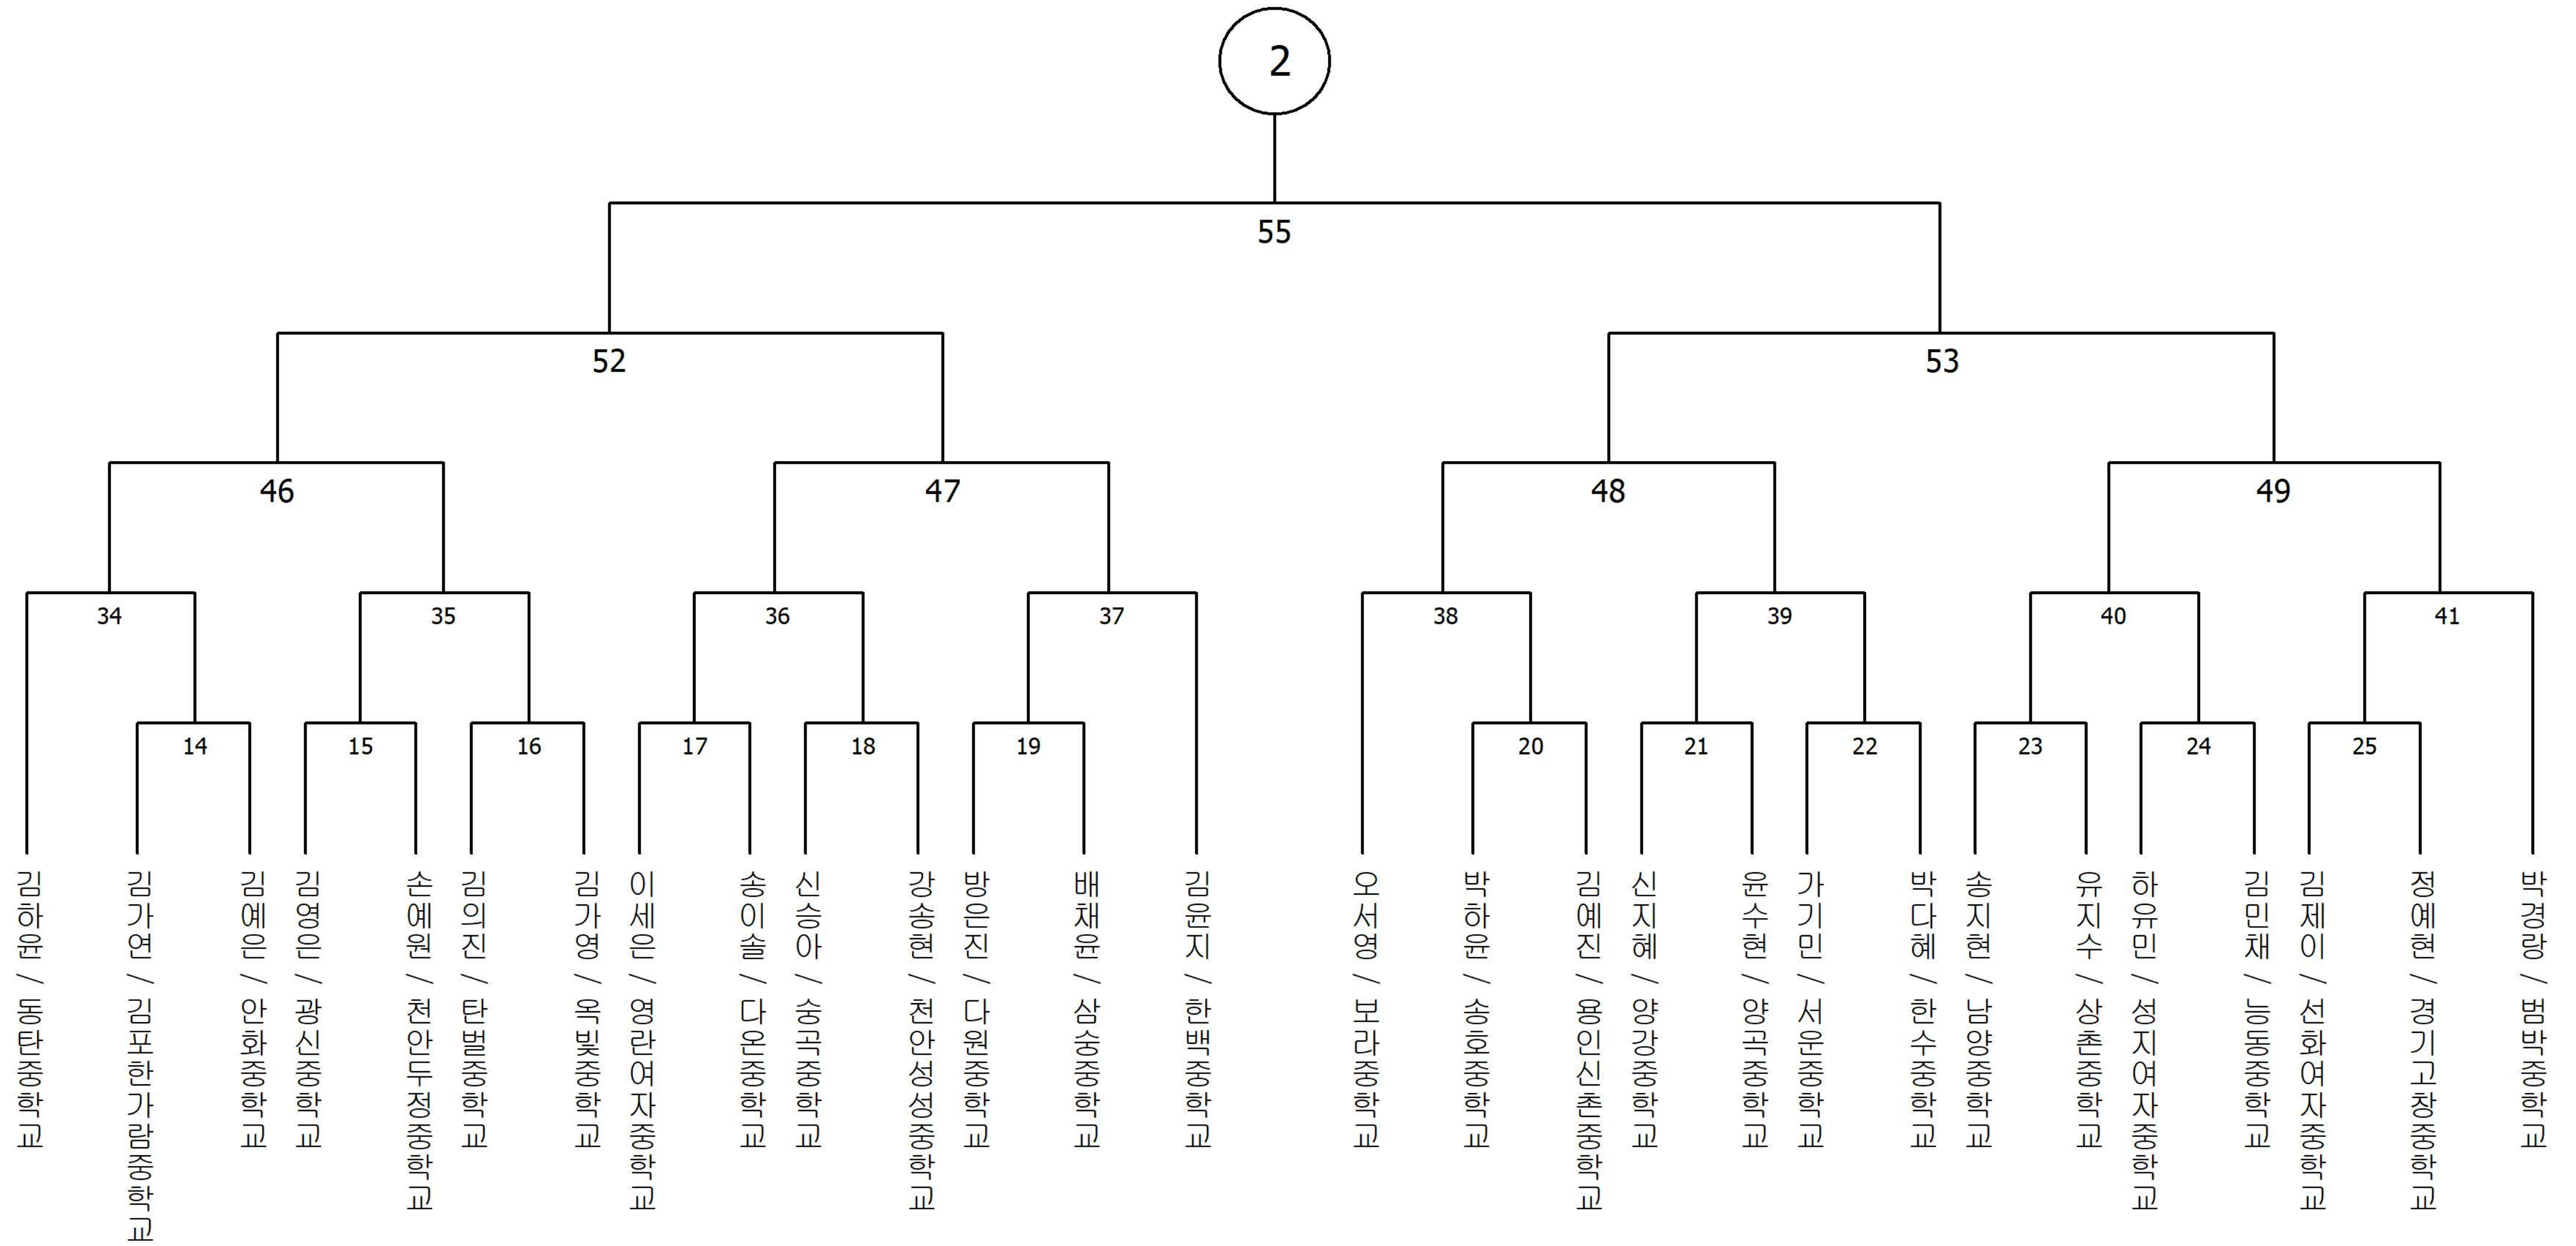 2
55
52
53
46
47
48
49
34
35
36
37
38
39
40
41
14
15
16
17
18
19
20
21
22
23
24
25
김하윤 / 동탄중학교
김가연 / 김포한가람중학교
김예은 / 안화중학교
김영은 / 광신중학교
손예원 / 천안두정중학교
김의진 / 탄벌중학교
김가영 / 옥빛중학교
이세은 / 영란여자중학교
송이솔 / 다온중학교
신승아 / 숭곡중학교
강송현 / 천안성성중학교
방은진 / 다원중학교
배채윤 / 삼숭중학교
김윤지 / 한백중학교
오서영 / 보라중학교
박하윤 / 송호중학교
김예진 / 용인신촌중학교
신지혜 / 양강중학교
윤수현 / 양곡중학교
가기민 / 서운중학교
박다혜 / 한수중학교
송지현 / 남양중학교
유지수 / 상촌중학교
하유민 / 성지여자중학교
김민채 / 능동중학교
김제이 / 선화여자중학교
정예현 / 경기고창중학교
박경랑 / 범박중학교